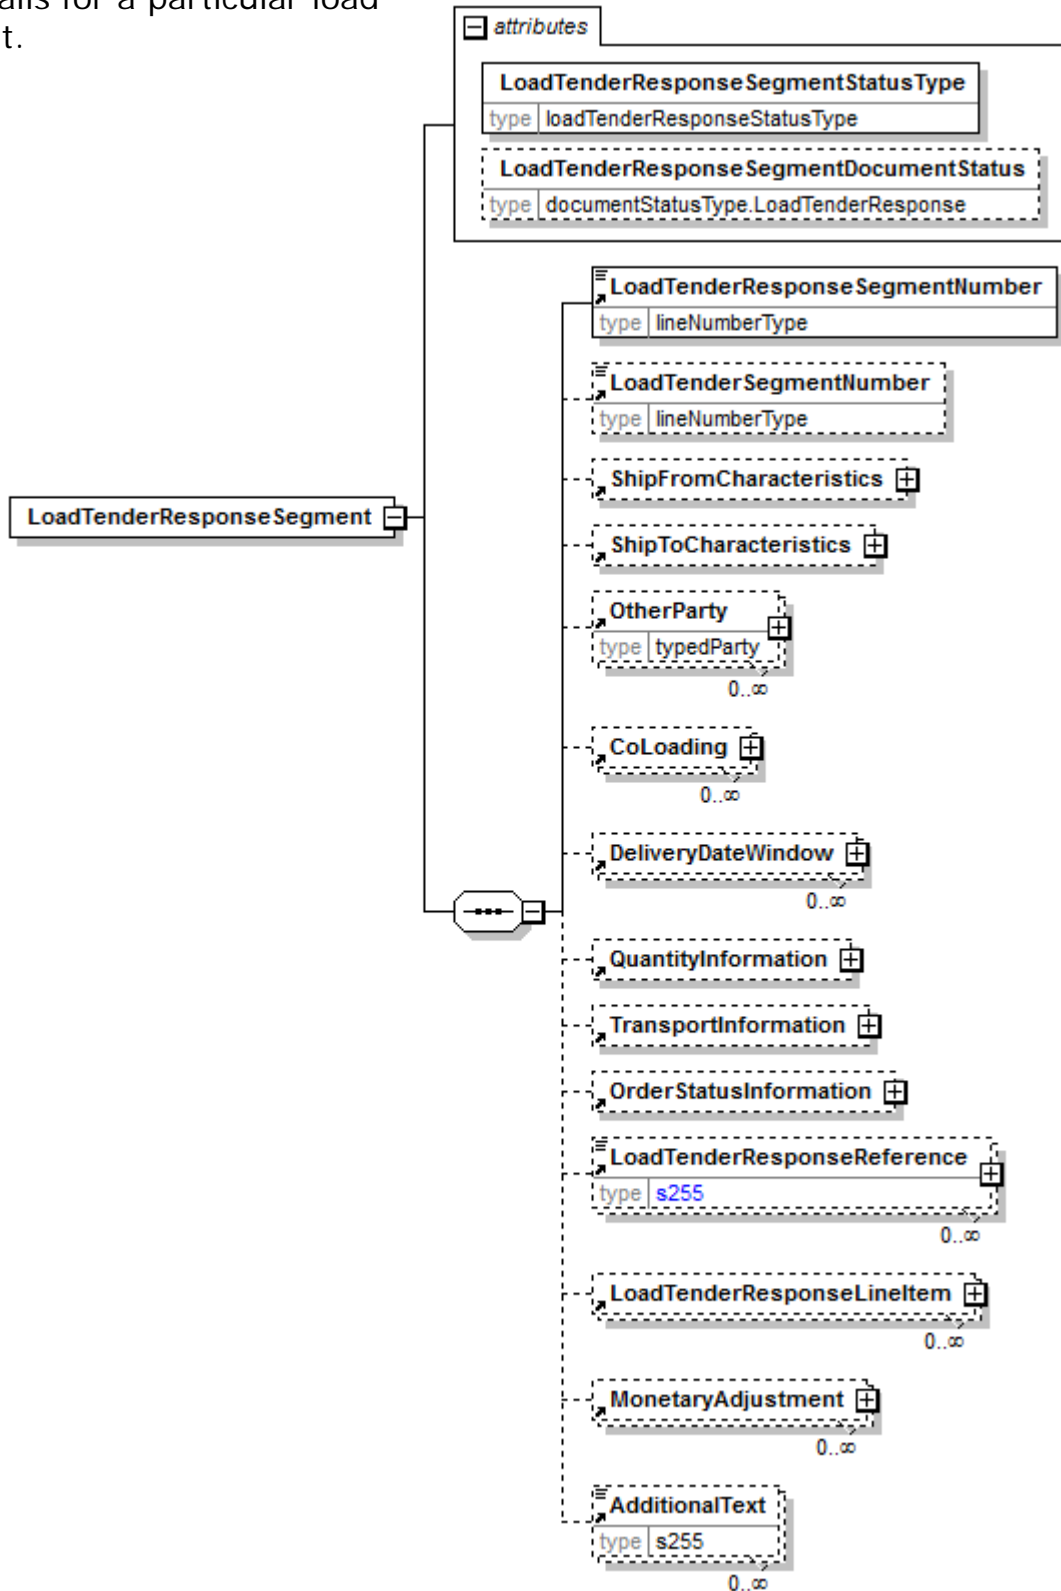 for a particular load
t.
attributes
LoadTenderResponseSegmentStatusType
type loadTenderResponseStatusType
LoadTenderResponseSegmentDocumentStatus
type documentStatusType.LoadTenderResponse
LoadTenderResponseSegmentNumber
type lineNumberType
LoadTenderSegmentNumber
type lineNumberType
ShipFromCharacteristics
LoadTenderResponseSegment
ShipToCharacteristics
OtherParty
type typedParty
0..∞
CoLoading
0..∞
DeliveryDateWindow
0..∞
QuantityInformation
TransportInformation
OrderStatusInformation
LoadTenderResponseReference
type s255
0..∞
LoadTenderResponseLineItem
0..∞
MonetaryAdjustment
0..∞
AdditionalText
type s255
0..∞